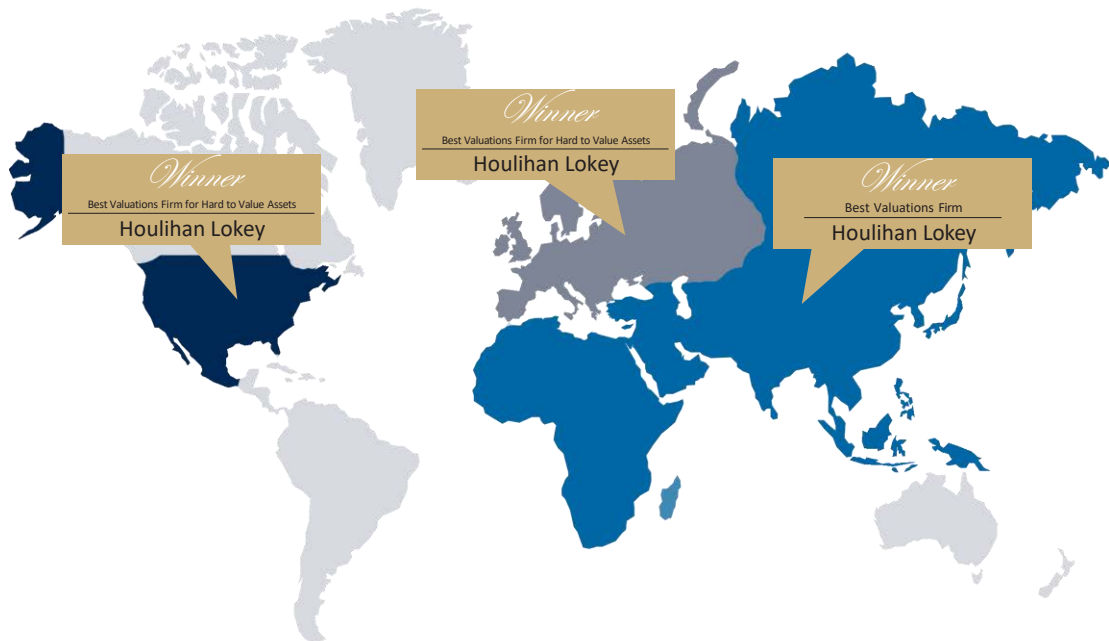 Winner
Best Valuations Firm for Hard to Value Assets
Houlihan Lokey
Winner
Best Valuations Firm for Hard to Value Assets
Houlihan Lokey
Winner
Best Valuations Firm
Houlihan Lokey